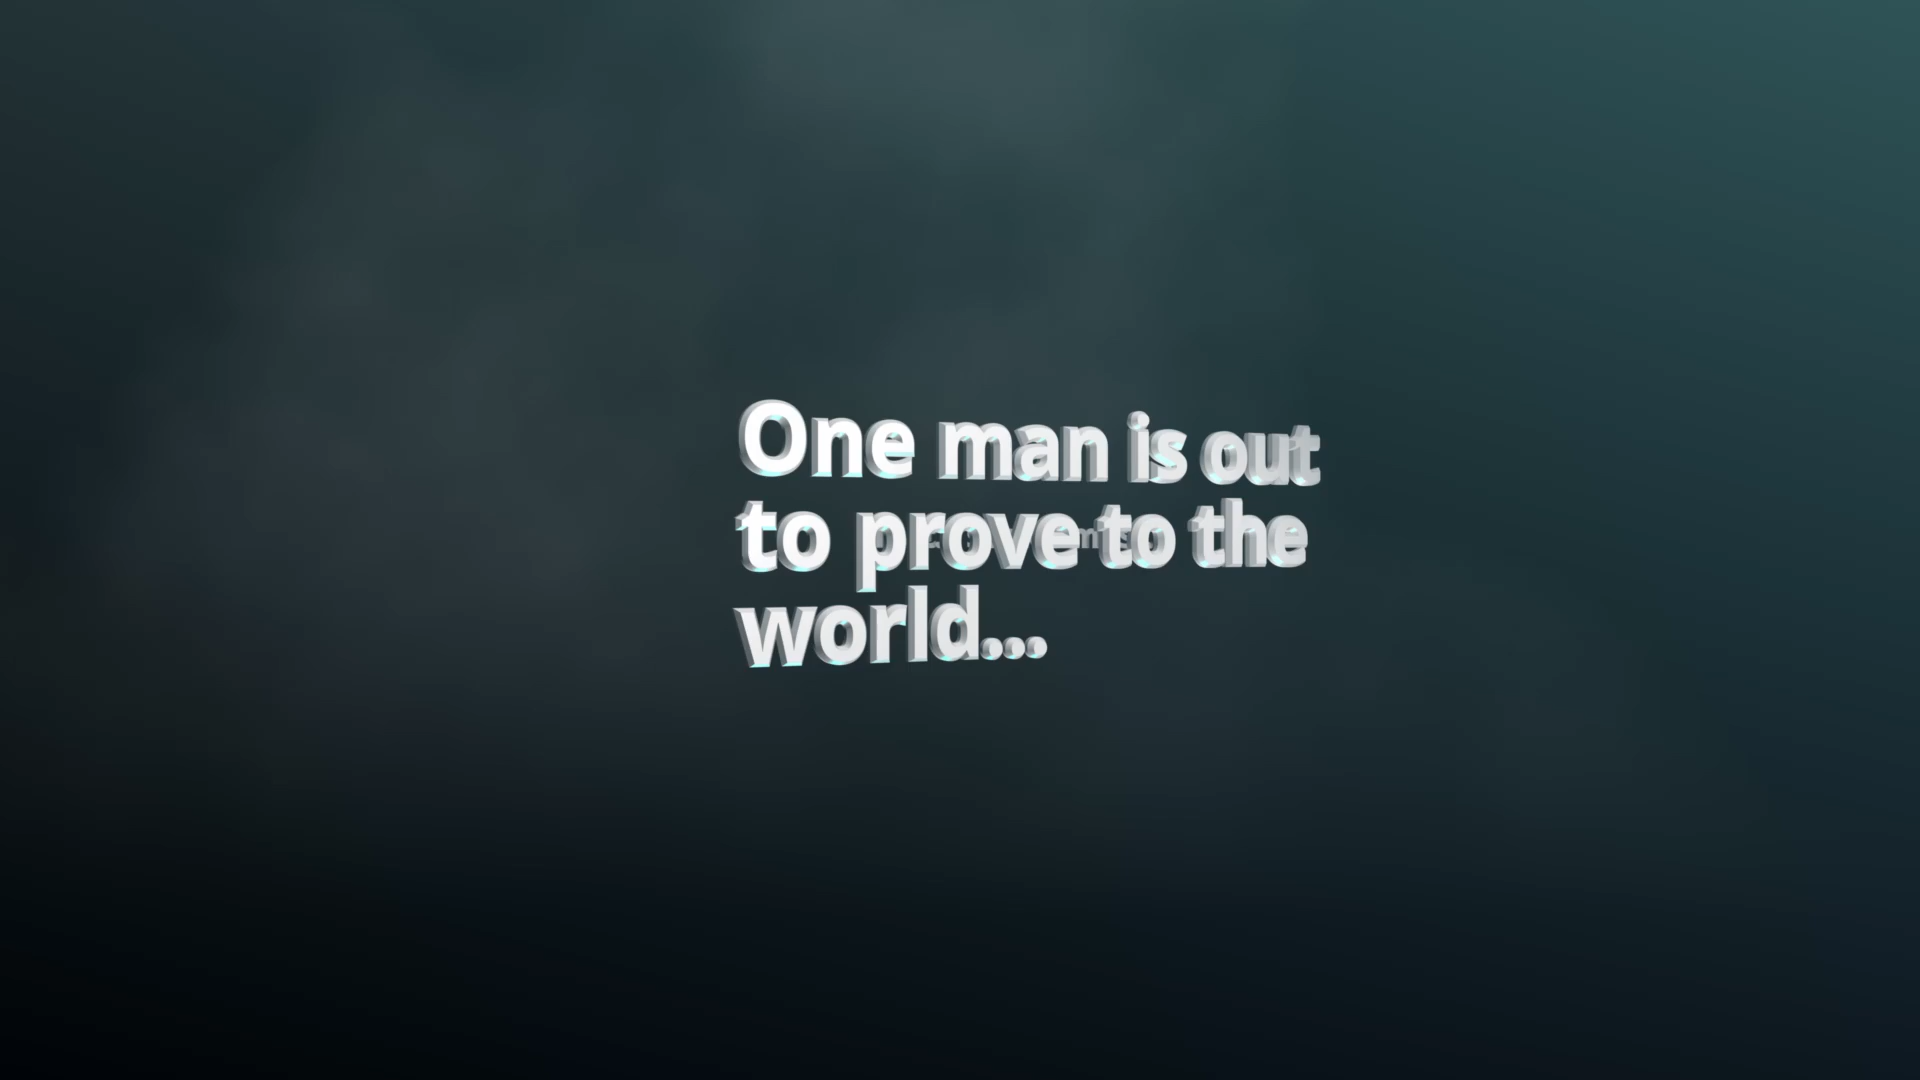 One man is out
to prove to the
world...